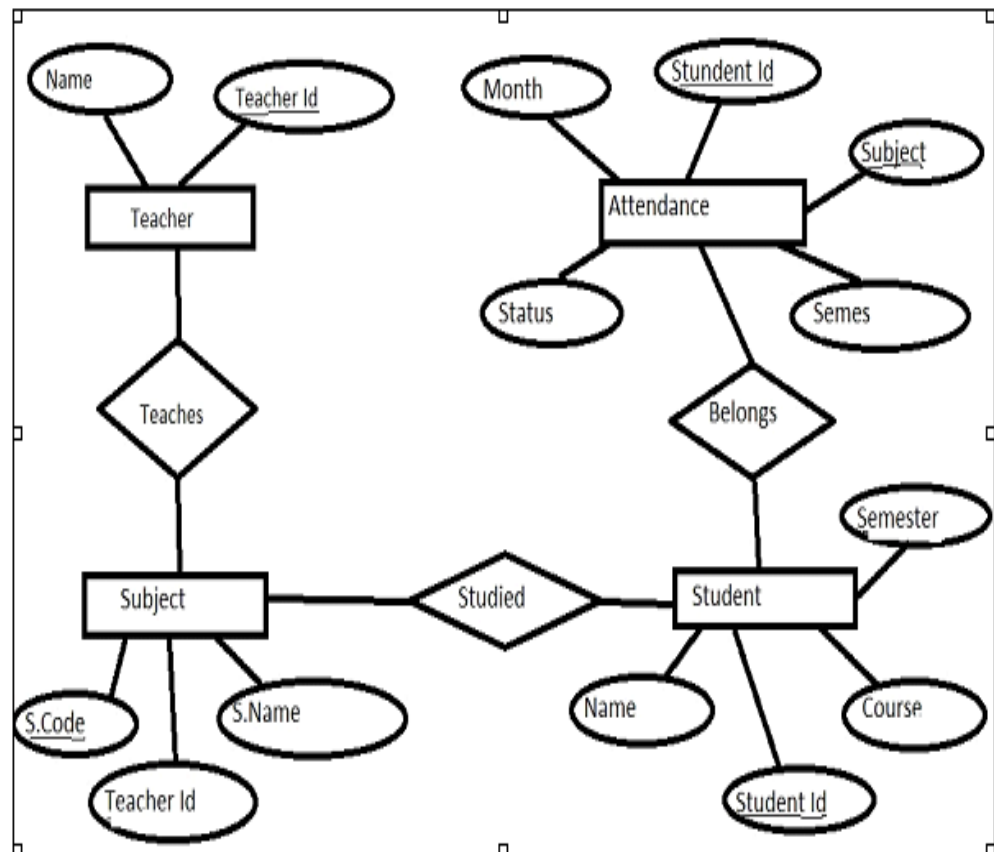 Name
Teacher Id
Month
Stundent Id
Subject
Teacher
Attendance
Status
Semes
Teaches
Belongs
Semester
Subject
Studied
Student
S.Code
S.Name
Name
Course
Teacher Id
Student Id